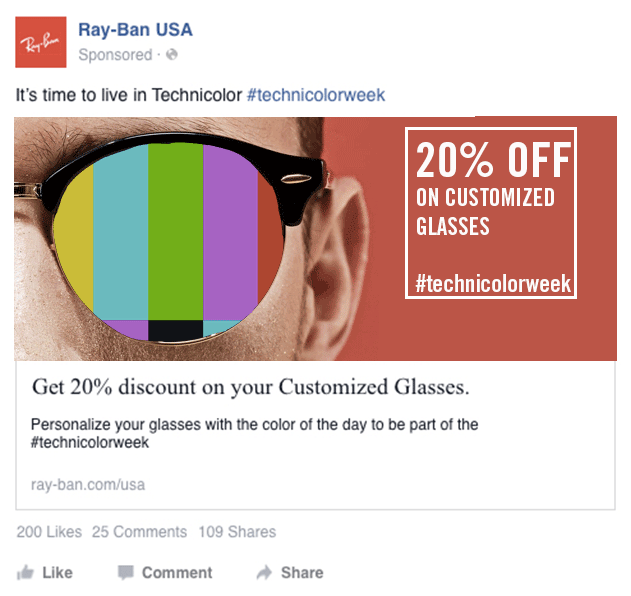 Ray-Ban
Ray-Ban USA
Sponsored ·
It's time to live in Technicolor #technicolorweek
20% OFF
ON CUSTOMIZED
GLASSES
#technicolorweek
Get 20% discount on your Customized Glasses.
Personalize your glasses with the color of the day to be part of the
#technicolorweek
ray-ban.com/usa
200 Likes 25 Comments 109 Shares
Like Comment Share